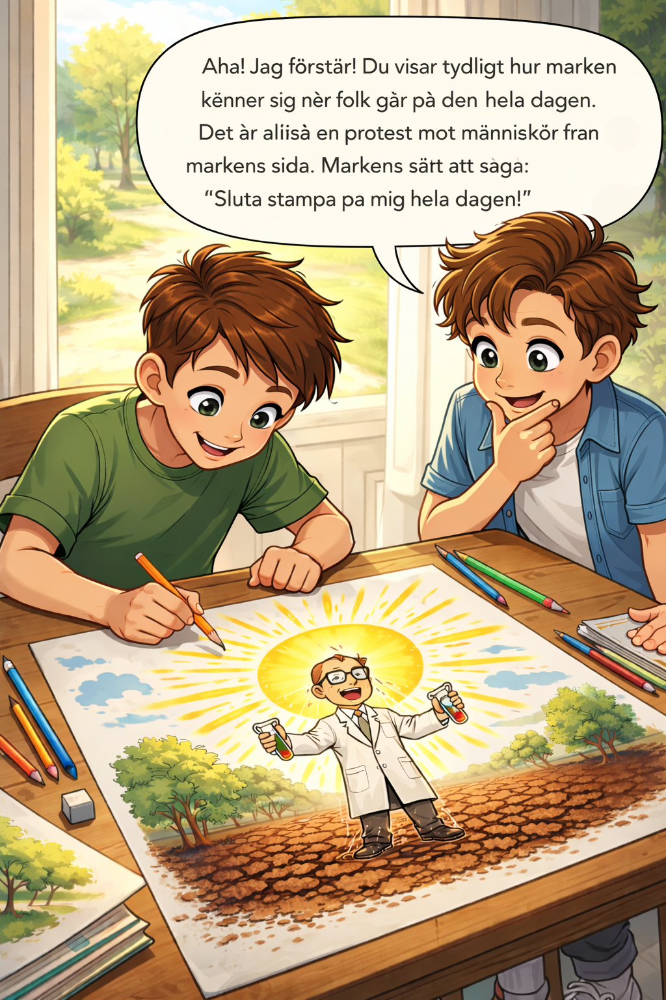 Aha! Jag förstär! Du visar tydligt hur marken
kënner sig nèr folk gàr pà den hela dagen.
Det àr aliisà en protest mot människör fran
markens sida. Markens sätt att sàga:
“Sluta stampa pa mig hela dagen!”